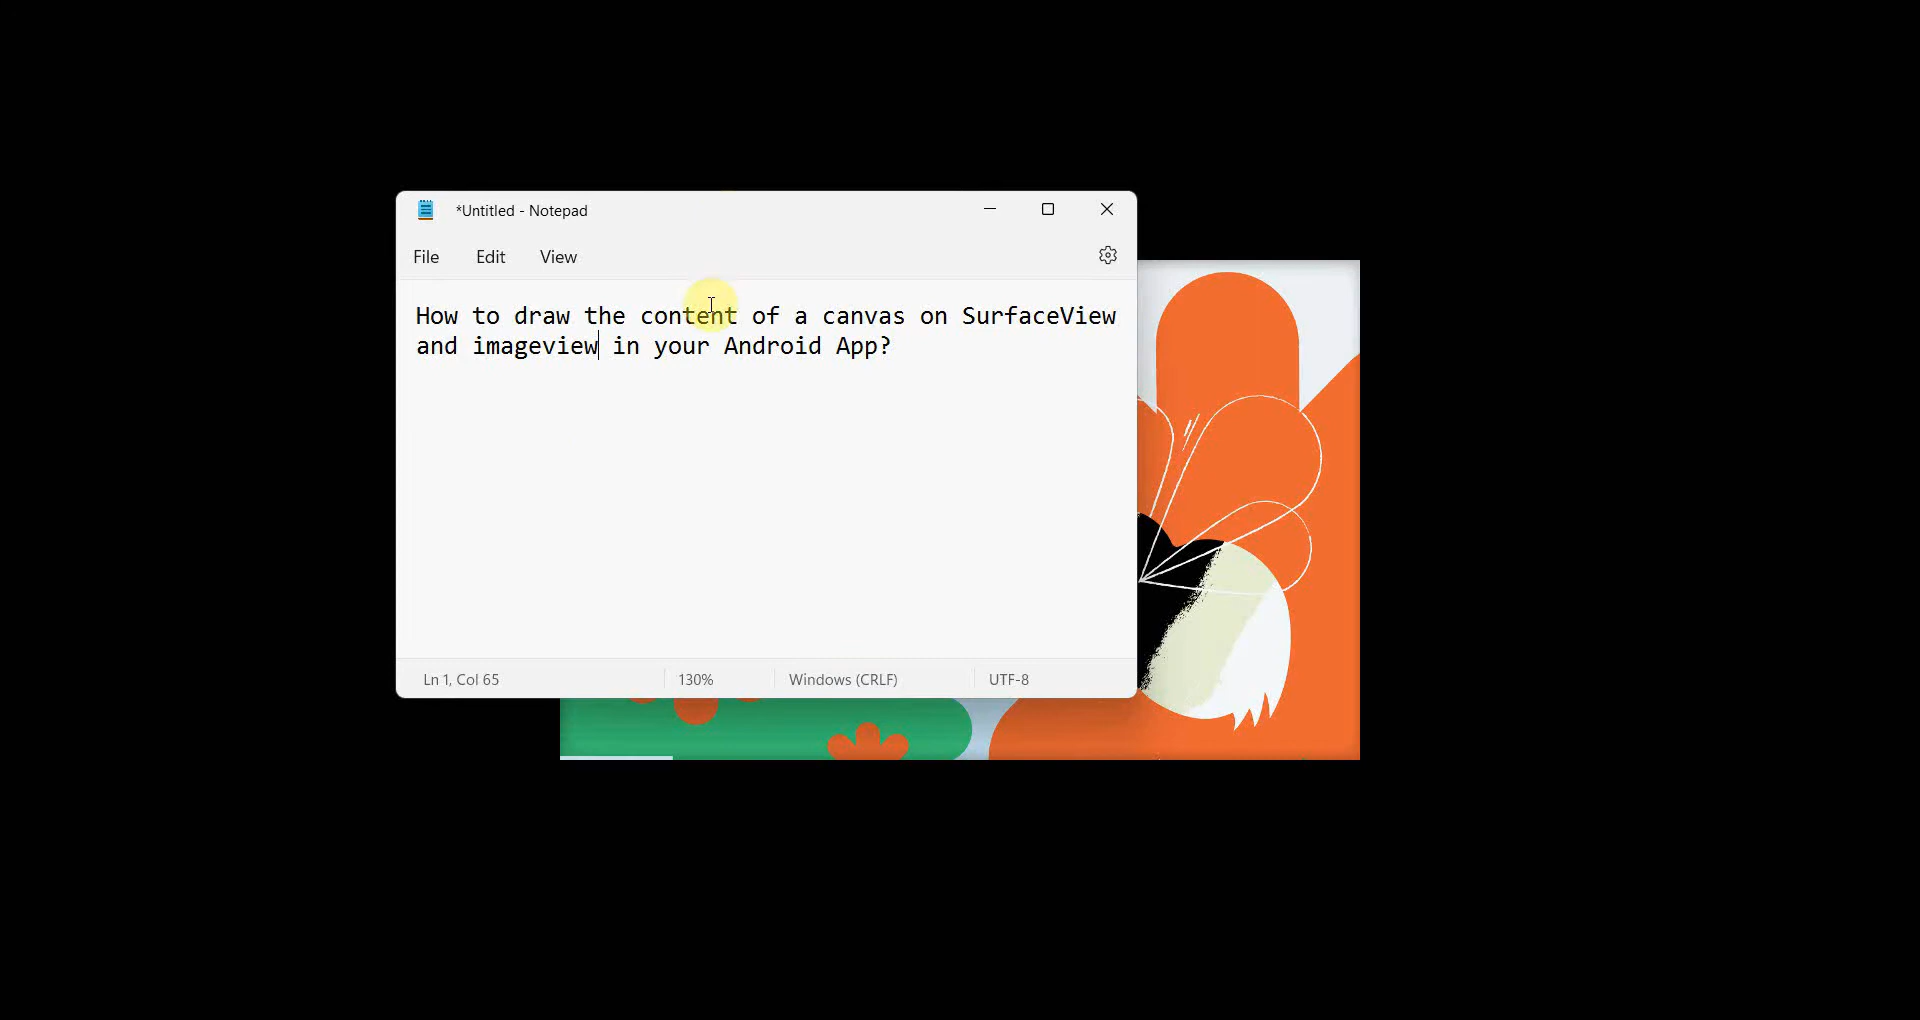 *Untitled - Notepad
File Edit View
How to draw the content of a canvas on SurfaceView
and imageview in your Android App?
Ln 1, Col 65 130% Windows (CRLF) UTF-8